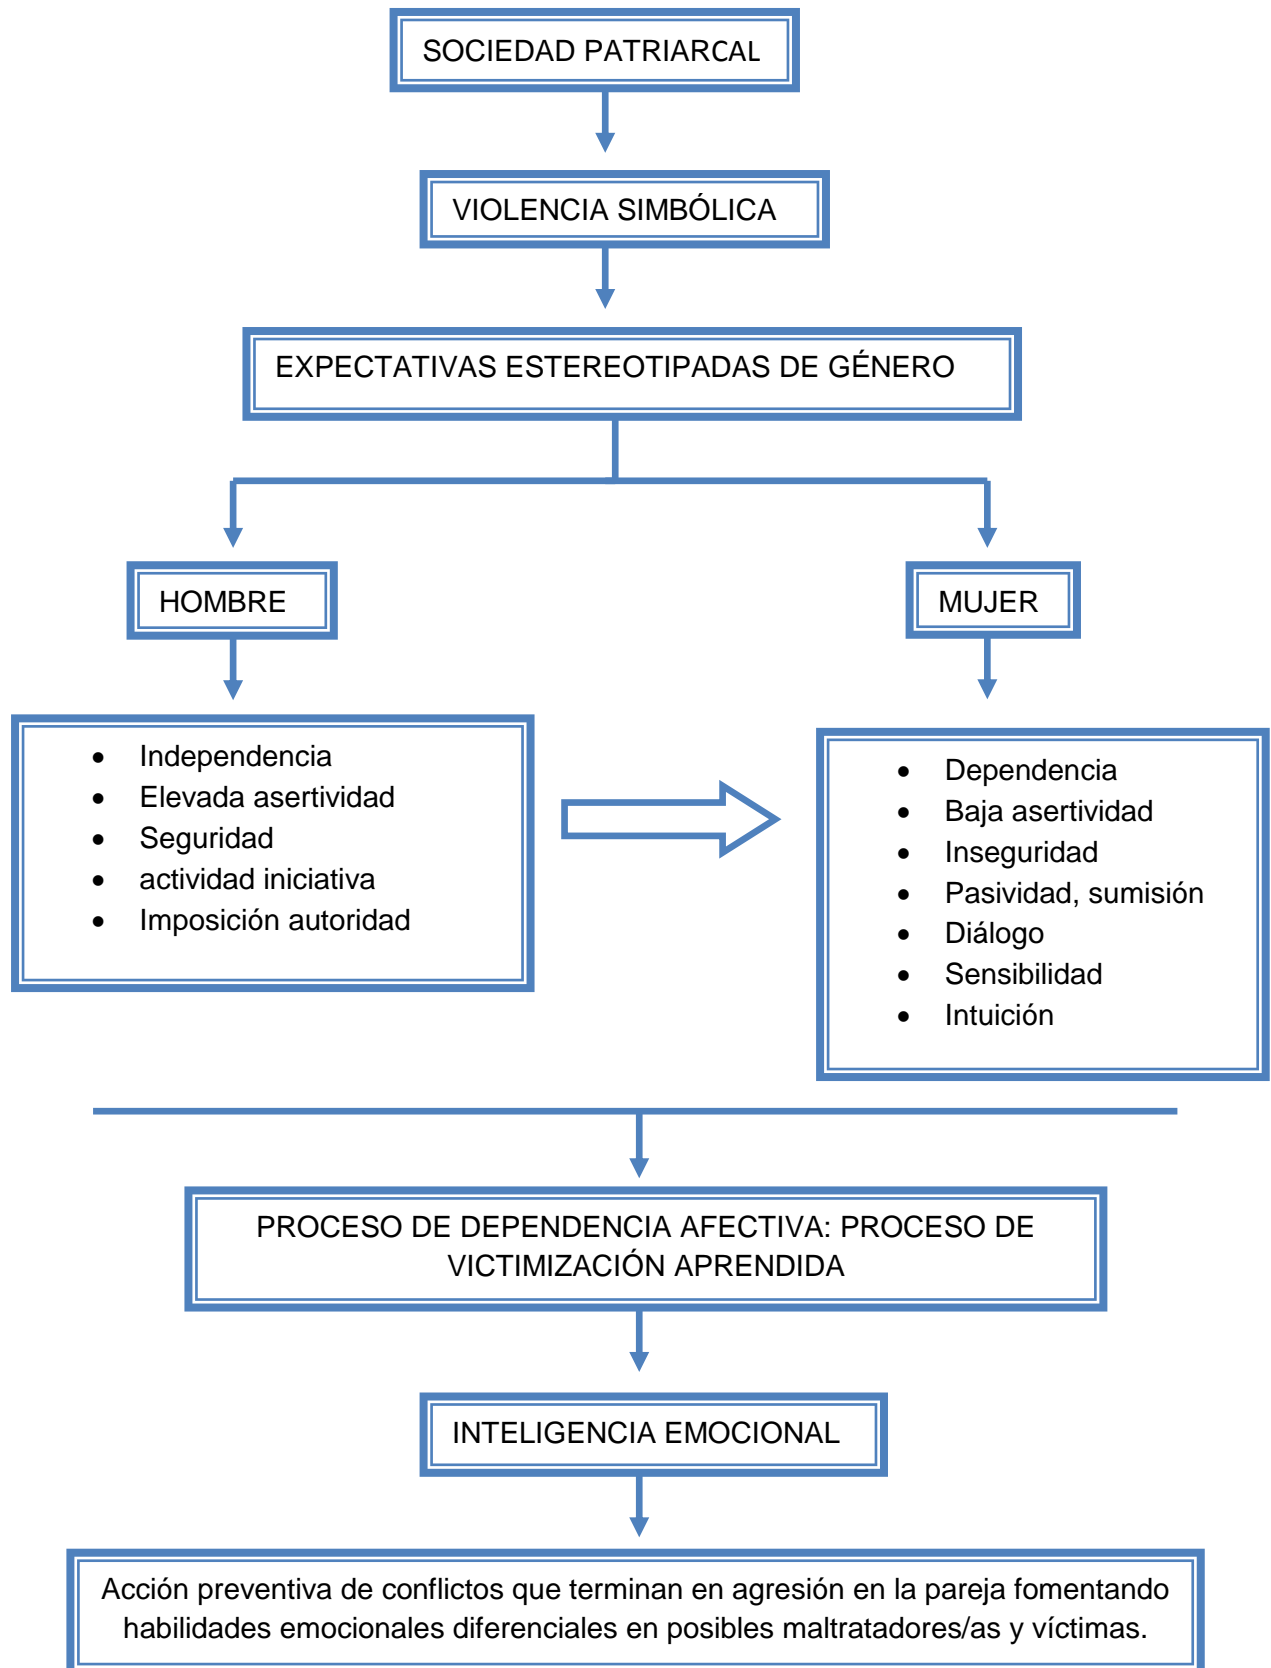 SOCIEDAD PATRIARCAL
VIOLENCIA SIMBÓLICA
EXPECTATIVAS ESTEREOTIPADAS DE GÉNERO
HOMBRE
MUJER
• Independencia
• Elevada asertividad
• Seguridad
• actividad iniciativa
• Imposición autoridad
• Dependencia
• Baja asertividad
• Inseguridad
• Pasividad, sumisión
• Diálogo
• Sensibilidad
• Intuición
PROCESO DE DEPENDENCIA AFECTIVA: PROCESO DE
VICTIMIZACIÓN APRENDIDA
INTELIGENCIA EMOCIONAL
Acción preventiva de conflictos que terminan en agresión en la pareja fomentando
habilidades emocionales diferenciales en posibles maltratadores/as y víctimas.